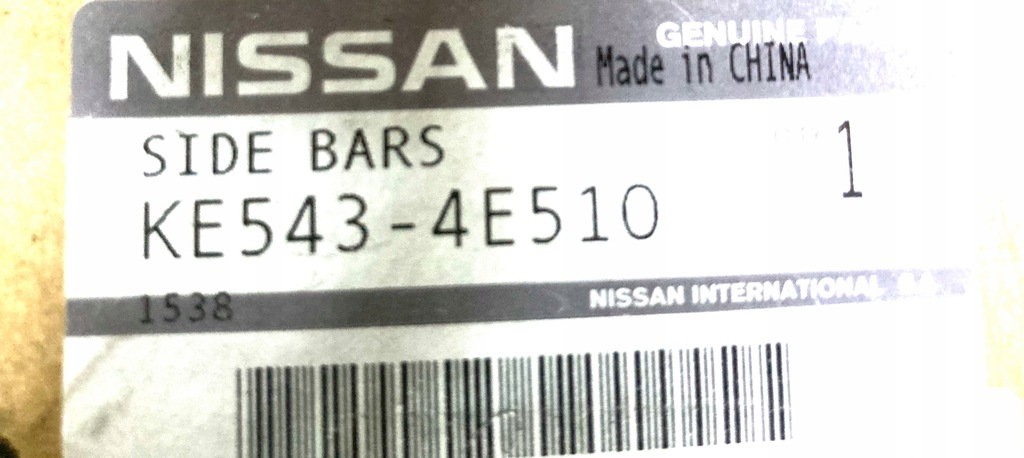 NISSAN GENUINE
Made in CHINA
SIDE BARS
1
KE543-4E510
1538
NISSAN INTERNATIONAL S.A.